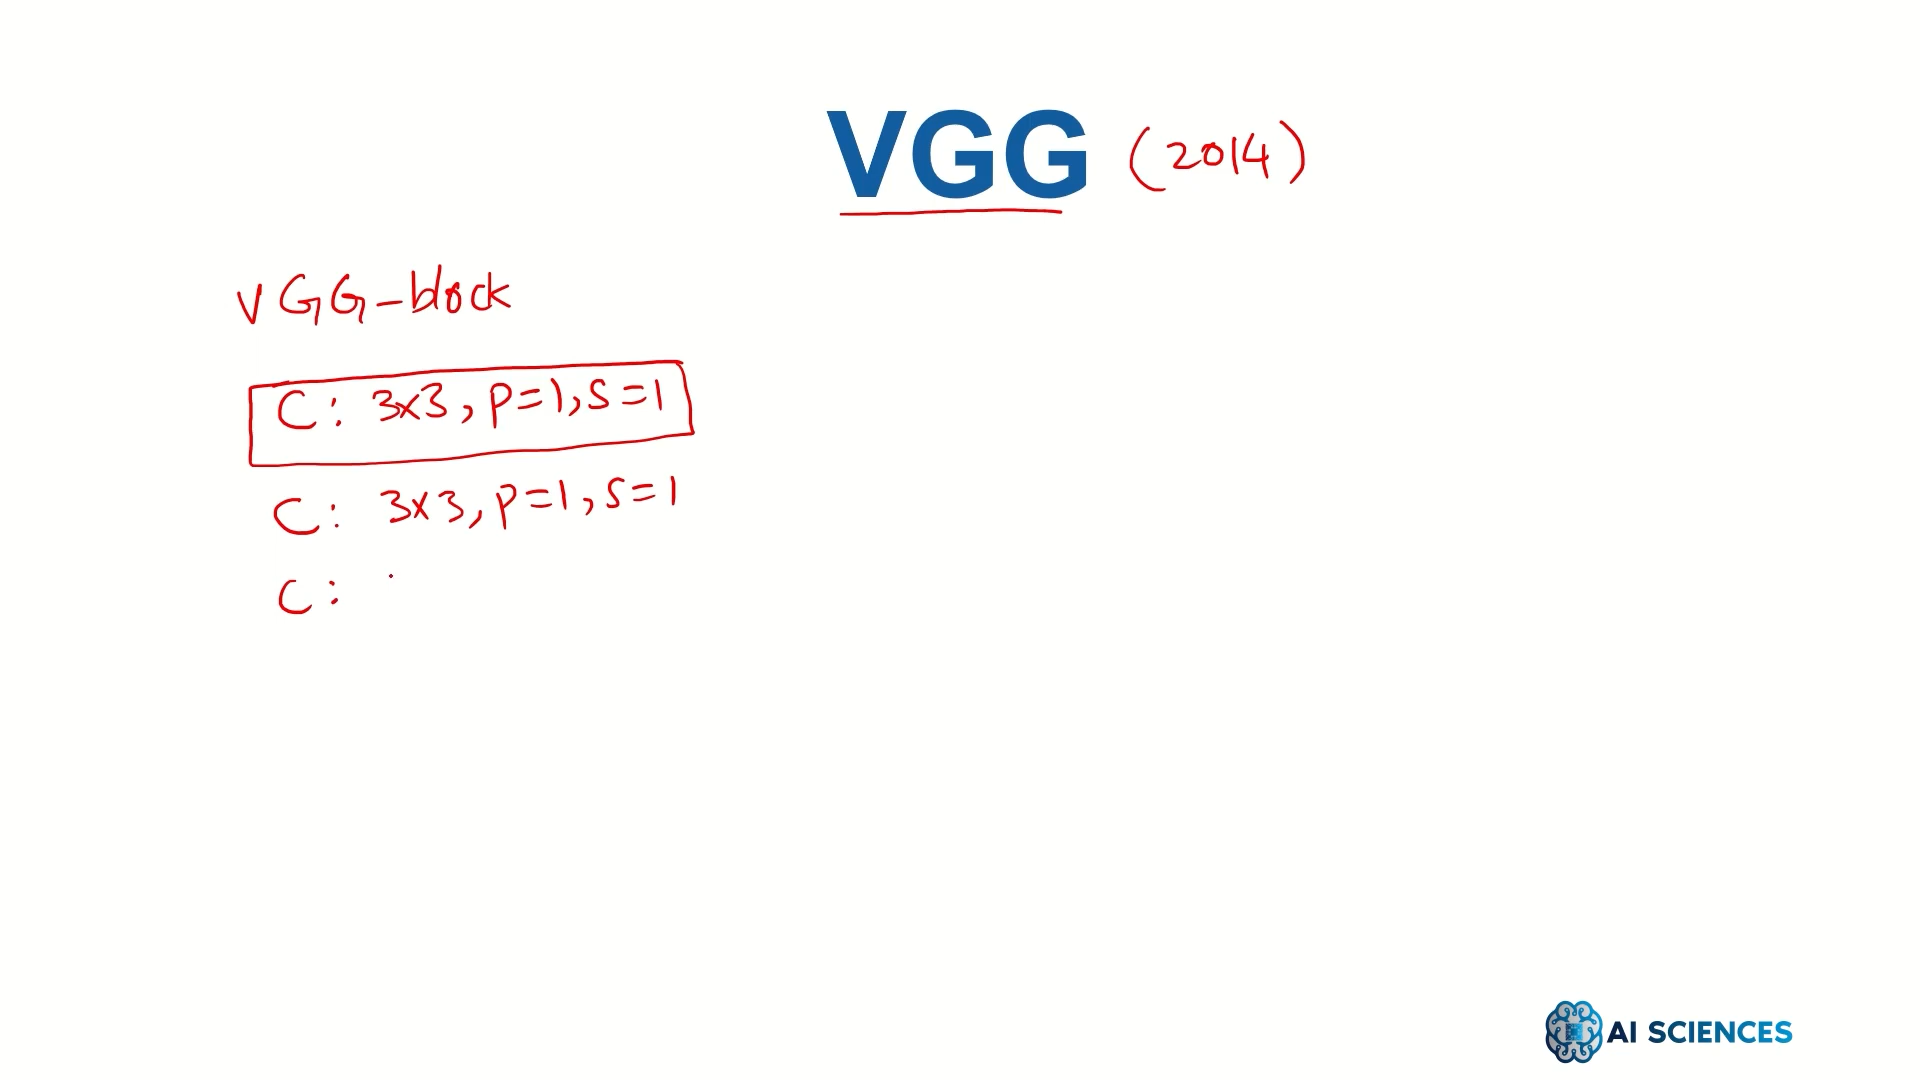 VGG (2014)
VGG-block
C: 3x3, p=1, s=1
C: 3x3, p=1, s=1
C:
AI SCIENCES